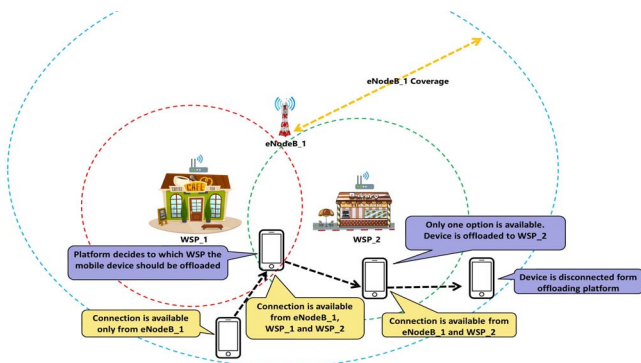 eNodeB_1 Coverage
eNodeB_1
CAFE
WSP_1
WSP_2
Only one option is available.
Device is offloaded to WSP_2
Platform decides to which WSP the
mobile device should be offloaded
Device is disconnected form
offloading platform
Connection is available
only from eNodeB_1
Connection is available
from eNodeB_1,
WSP_1 and WSP_2
Connection is available from
eNodeB_1 and WSP_2